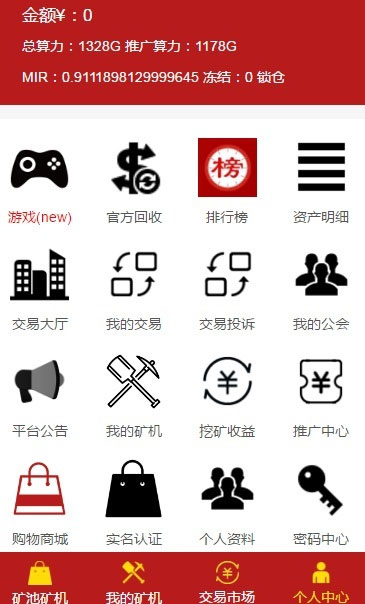 金额¥：0
总算力：1328G 推广算力：1178G
MIR：0.9111898129999645 冻结：0 锁仓
榜
游戏(new) 官方回收 排行榜 资产明细
交易大厅 我的交易 交易投诉 我的公会
¥ ¥
平台公告 我的矿机 挖矿收益 推广中心
购物商城 实名认证 个人资料 密码中心
¥
矿池矿机 我的矿机 交易市场 个人中心